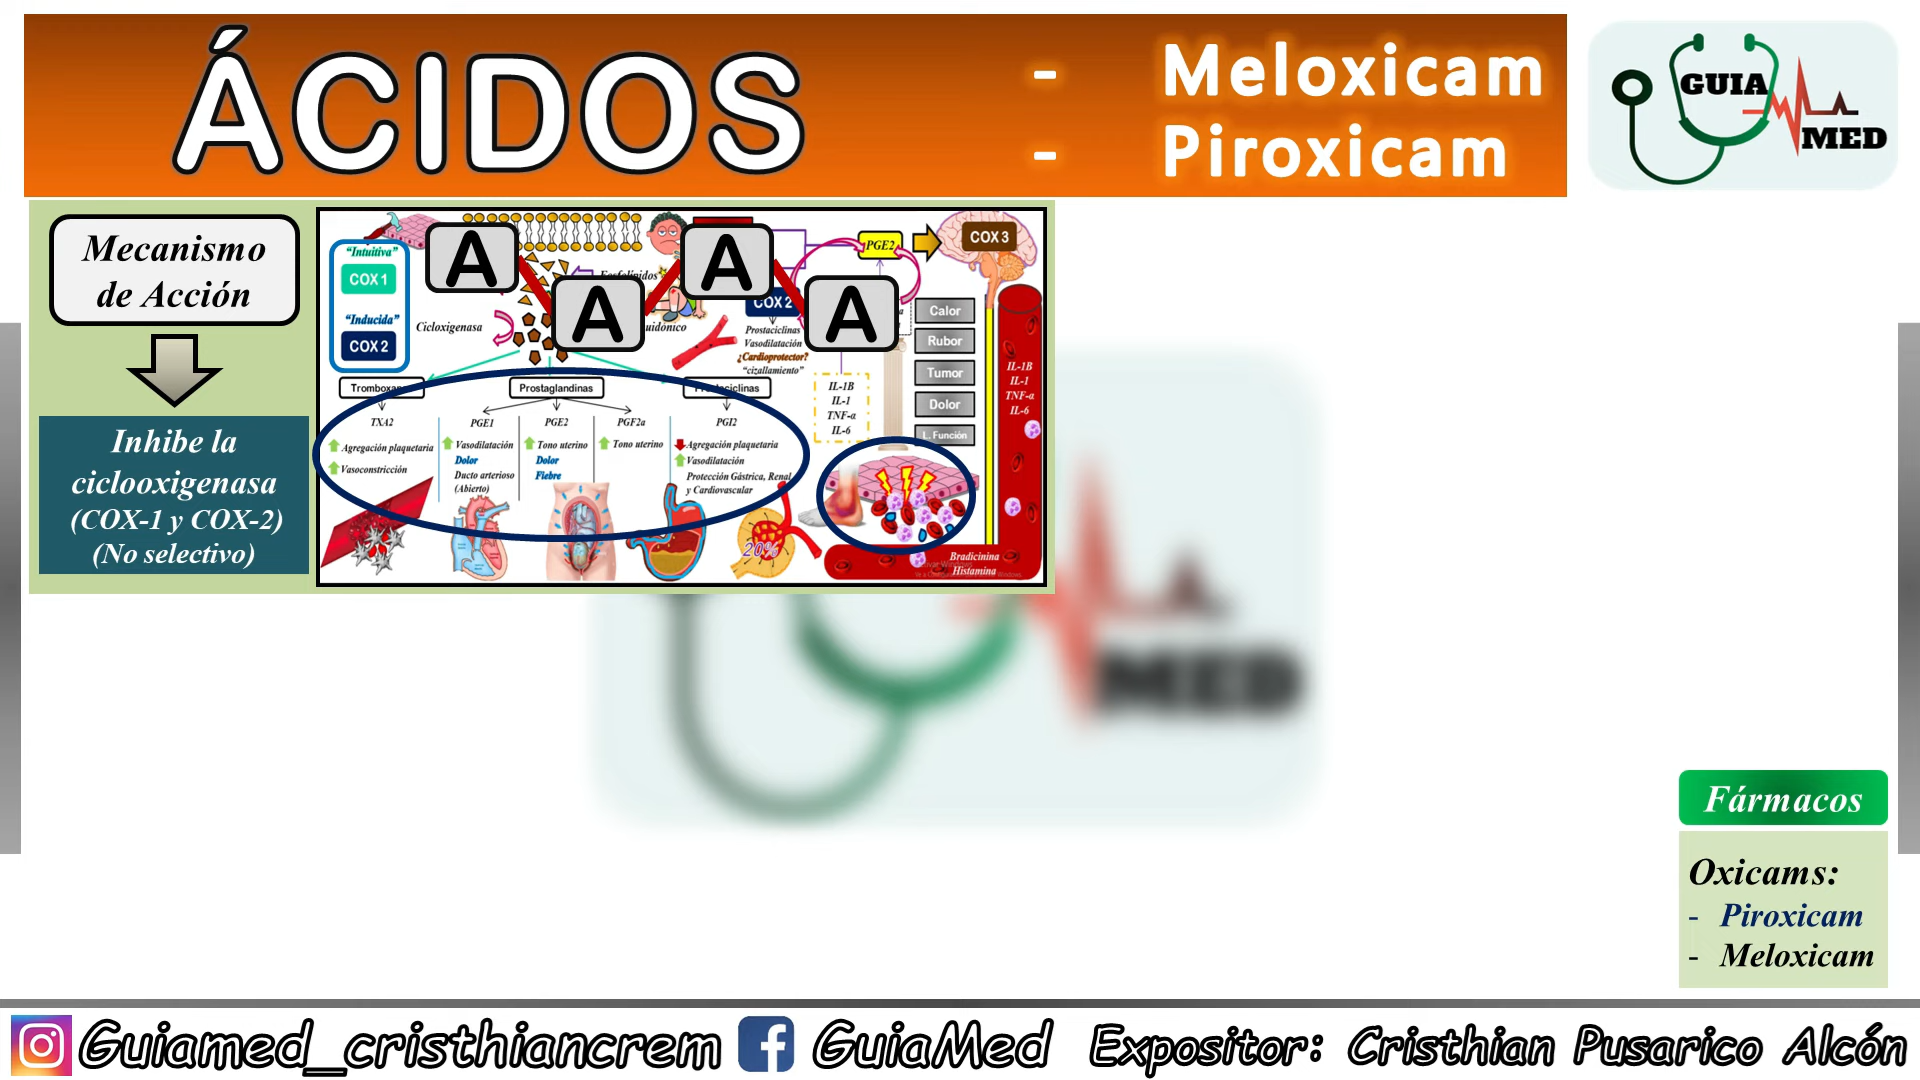 ÁCIDOS
- Meloxicam
- Piroxicam
GUIA
MED
Mecanismo
de Acción
Inhibe la
ciclooxigenasa
(COX-1 y COX-2)
(No selectivo)
"Intuitiva"
COX 1
"Inducida"
COX 2
A
A
A
A
Fosfolípidos
Cicloxigenasa
COX 2
Prostaciclinas
Vasodilatación
¿Cardioprotector?
"cizallamiento"
PGE2
COX 3
Calor
Rubor
Tumor
Dolor
L. Función
IL-1B
IL-1
TNF-α
IL-6
IL-1B
IL-1
TNF-α
IL-6
Prostaglandinas
TXA2
Agregación plaquetaria
Vasoconstricción
PGE1
Vasodilatación
Dolor
Ducto arterioso
(Abierto)
PGE2
Tono uterino
Dolor
Fiebre
PGF2a
Tono uterino
PGI2
Agregación plaquetaria
Vasodilatación
Protección Gástrica, Renal
y Cardiovascular
20%
Bradicinina
Histamina
MED
Fármacos
Oxicams:
- Piroxicam
- Meloxicam
Guiamed_cristhiancrem GuiaMed Expositor: Cristhian Pusarico Alcón